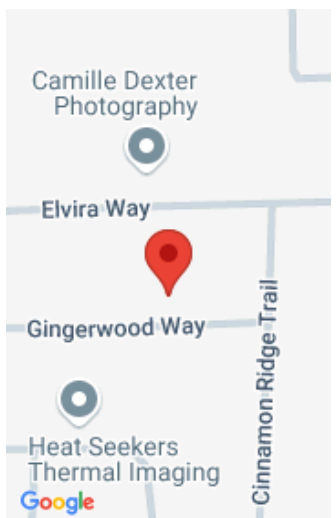 Camille Dexter
Photography
Elvira Way
Gingerwood Way
Cinnamon Ridge Trail
Heat Seekers
Thermal Imaging
Google